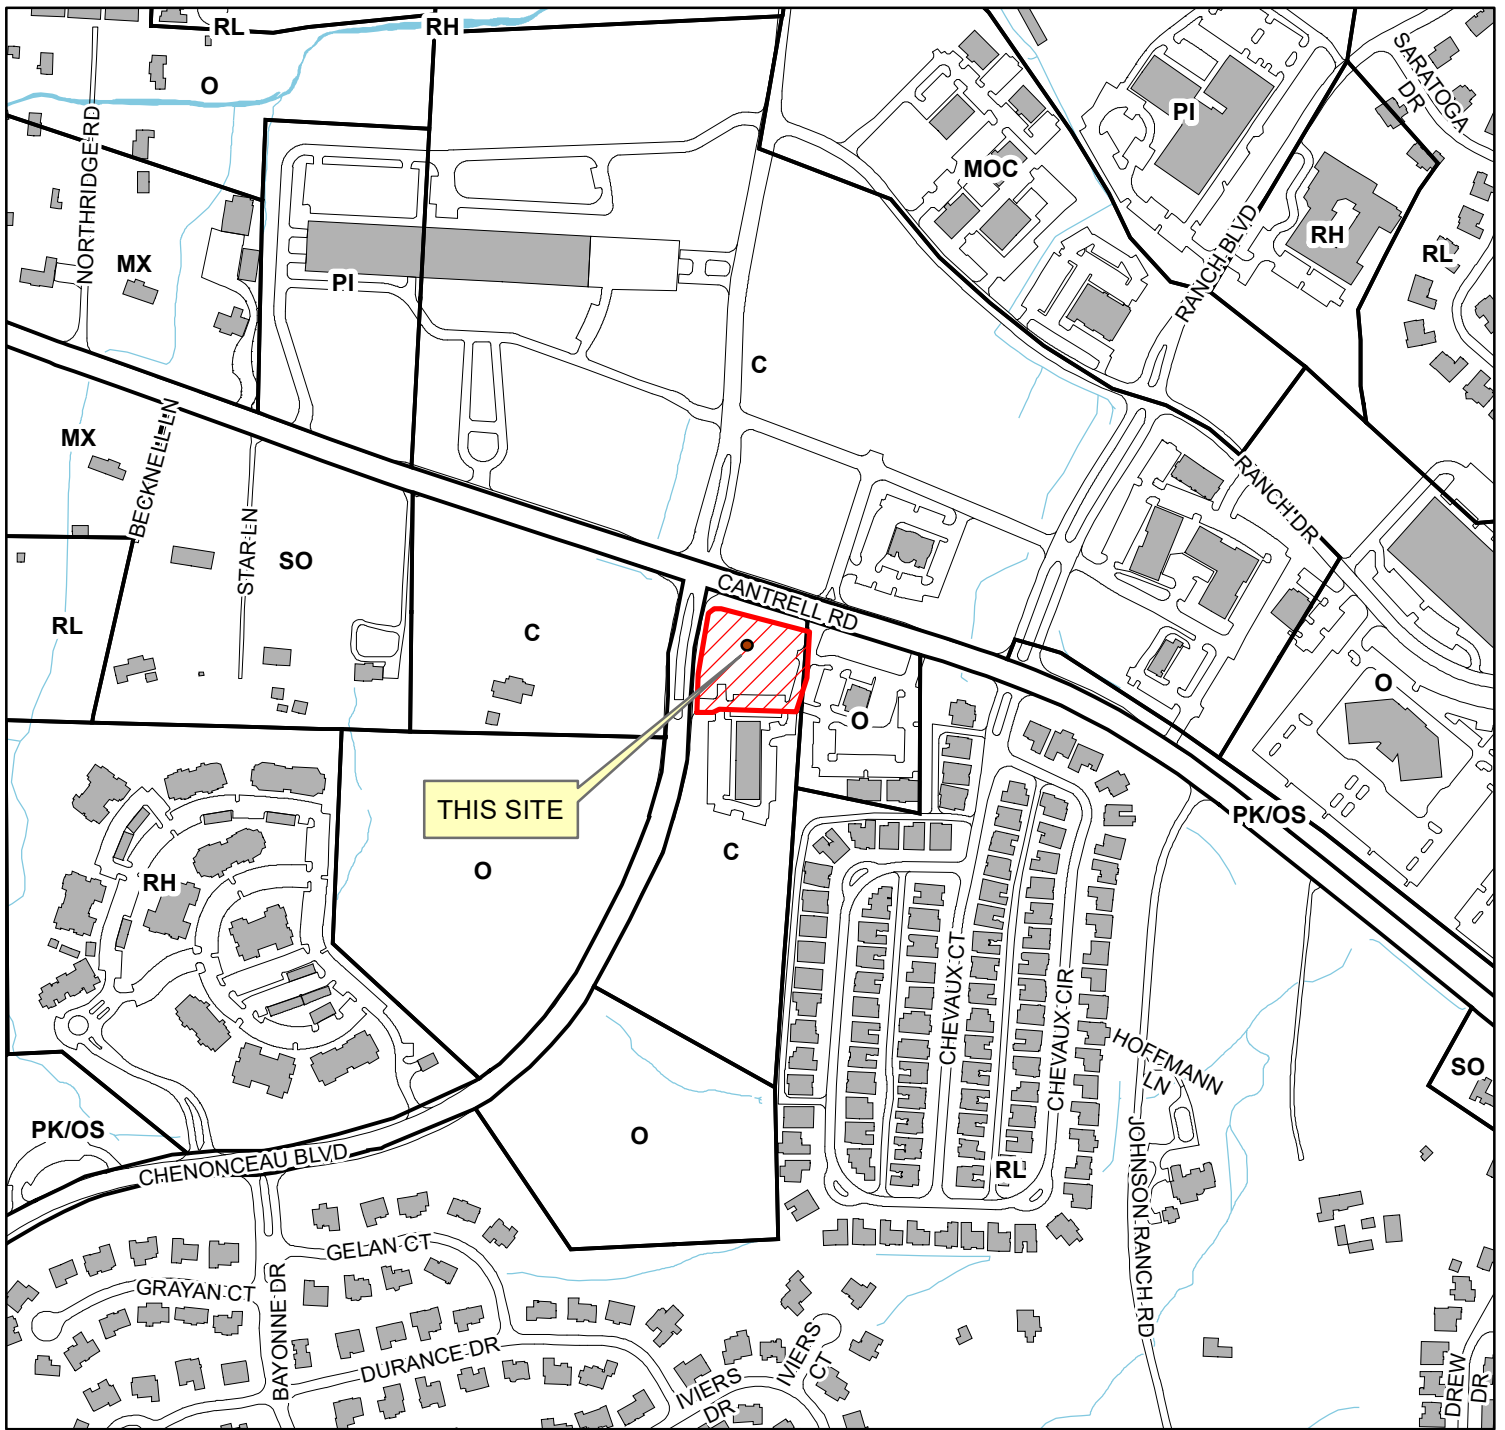 RL
RH
O
SARATOGA
DR
NORTHRIDGE RD
PI
MOC
RH
RL
RANCH BLVD
MX
PI
C
MX
BECKNELL LN
STAR LN
SO
RANCH DR
RL
C
CANTRELL RD
O
O
THIS SITE
PK/OS
C
O
RH
CHEVAUX CT
CHEVAUX CIR
HOFFMANN
LN
SO
PK/OS
O
CHENONCEAU BLVD
RL
JOHNSON RANCH RD
GELAN CT
GRAYAN CT
BAYONNE DR
DURANCE DR
IVIERS
CT
IVIERS
DR
DREW
DR